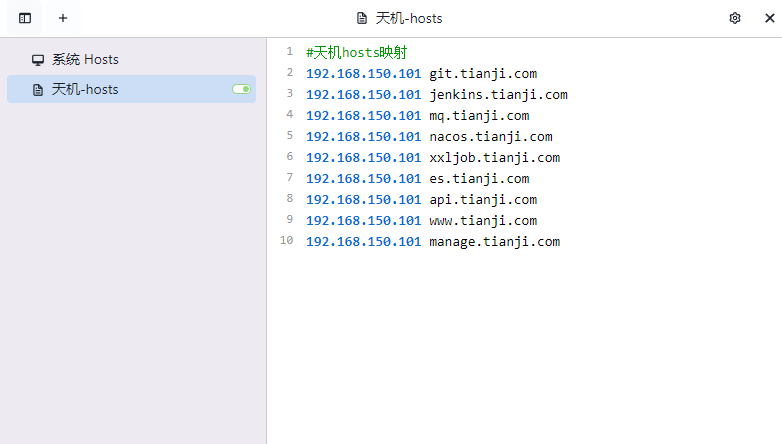 天机-hosts
系统 Hosts
天机-hosts
1 #天机hosts映射
2 192.168.150.101 git.tianji.com
3 192.168.150.101 jenkins.tianji.com
4 192.168.150.101 mq.tianji.com
5 192.168.150.101 nacos.tianji.com
6 192.168.150.101 xxljob.tianji.com
7 192.168.150.101 es.tianji.com
8 192.168.150.101 api.tianji.com
9 192.168.150.101 www.tianji.com
10 192.168.150.101 manage.tianji.com